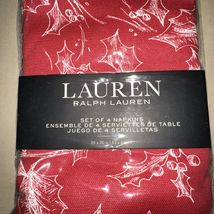 LAUREN
RALPH LAUREN
SET OF 4 NAPKINS
ENSEMBLE DE 4 SERVIETTES DE TABLE
JUEGO DE 4 SERVILLETAS